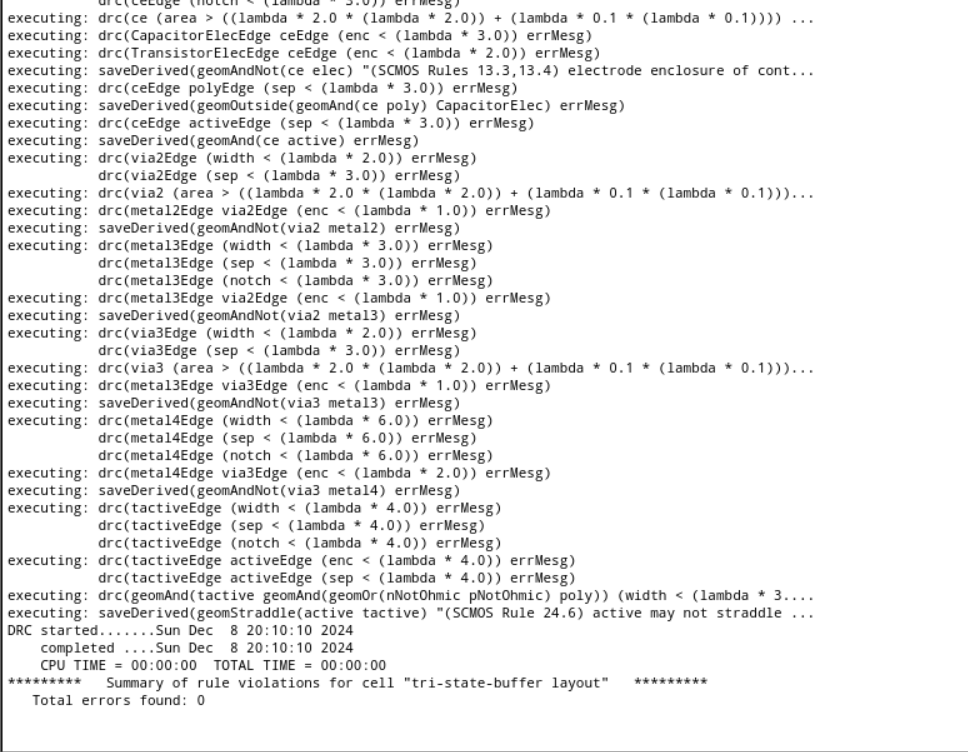 drc(ceEdge (notch < (lambda * 3.0)) errMesg)
executing: drc(ce (area > ((lambda * 2.0 * (lambda * 2.0)) + (lambda * 0.1 * (lambda * 0.1)))) ...
executing: drc(CapacitorElecEdge ceEdge (enc < (lambda * 3.0)) errMesg)
executing: drc(TransistorElecEdge ceEdge (enc < (lambda * 2.0)) errMesg)
executing: saveDerived(geomAndNot(ce elec) "(SCMOS Rules 13.3,13.4) electrode enclosure of cont...
executing: drc(ceEdge polyEdge (sep < (lambda * 3.0)) errMesg)
executing: saveDerived(geomOutside(geomAnd(ce poly) CapacitorElec) errMesg)
executing: drc(ceEdge activeEdge (sep < (lambda * 3.0)) errMesg)
executing: saveDerived(geomAnd(ce active) errMesg)
executing: drc(via2Edge (width < (lambda * 2.0)) errMesg)
drc(via2Edge (sep < (lambda * 3.0)) errMesg)
executing: drc(via2 (area > ((lambda * 2.0 * (lambda * 2.0)) + (lambda * 0.1 * (lambda * 0.1)))...
executing: drc(metal2Edge via2Edge (enc < (lambda * 1.0)) errMesg)
executing: saveDerived(geomAndNot(via2 metal2) errMesg)
executing: drc(metal3Edge (width < (lambda * 3.0)) errMesg)
drc(metal3Edge (sep < (lambda * 3.0)) errMesg)
drc(metal3Edge (notch < (lambda * 3.0)) errMesg)
executing: drc(metal3Edge via2Edge (enc < (lambda * 1.0)) errMesg)
executing: saveDerived(geomAndNot(via2 metal3) errMesg)
executing: drc(via3Edge (width < (lambda * 2.0)) errMesg)
drc(via3Edge (sep < (lambda * 3.0)) errMesg)
executing: drc(via3 (area > ((lambda * 2.0 * (lambda * 2.0)) + (lambda * 0.1 * (lambda * 0.1)))...
executing: drc(metal3Edge via3Edge (enc < (lambda * 1.0)) errMesg)
executing: saveDerived(geomAndNot(via3 metal3) errMesg)
executing: drc(metal4Edge (width < (lambda * 6.0)) errMesg)
drc(metal4Edge (sep < (lambda * 6.0)) errMesg)
drc(metal4Edge (notch < (lambda * 6.0)) errMesg)
executing: drc(metal4Edge via3Edge (enc < (lambda * 2.0)) errMesg)
executing: saveDerived(geomAndNot(via3 metal4) errMesg)
executing: drc(tactiveEdge (width < (lambda * 4.0)) errMesg)
drc(tactiveEdge (sep < (lambda * 4.0)) errMesg)
drc(tactiveEdge (notch < (lambda * 4.0)) errMesg)
executing: drc(tactiveEdge activeEdge (enc < (lambda * 4.0)) errMesg)
drc(tactiveEdge activeEdge (sep < (lambda * 4.0)) errMesg)
executing: drc(geomAnd(tactive geomAnd(geomOr(nNotOhmic pNotOhmic) poly)) (width < (lambda * 3....
executing: saveDerived(geomStraddle(active tactive) "(SCMOS Rule 24.6) active may not straddle ...
DRC started.......Sun Dec  8 20:10:10 2024
completed ....Sun Dec  8 20:10:10 2024
CPU TIME = 00:00:00  TOTAL TIME = 00:00:00
*********   Summary of rule violations for cell "tri-state-buffer layout"   *********
Total errors found: 0